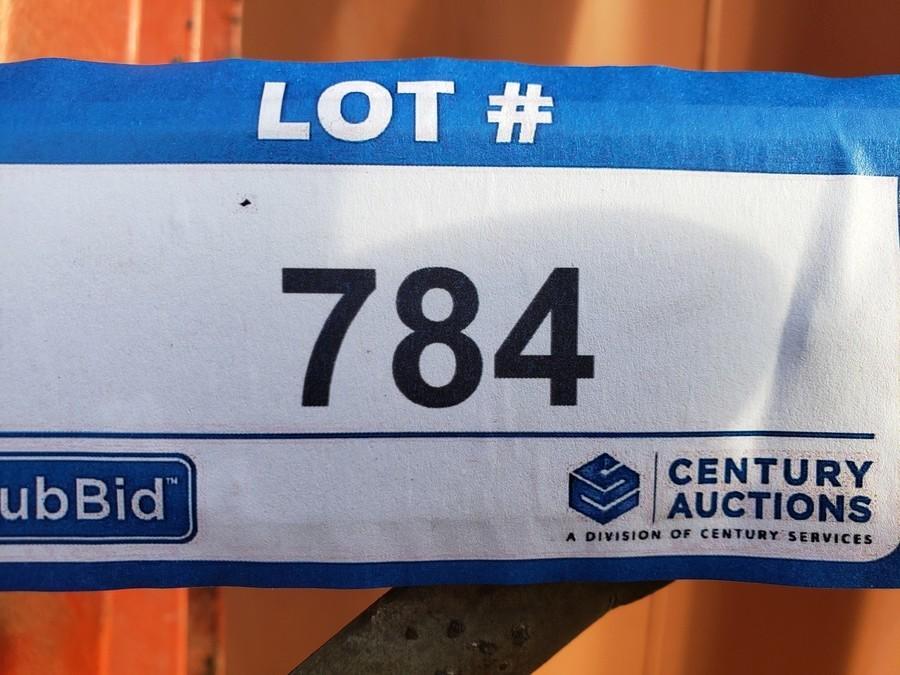 LOT #
784
ubBid™
CENTURY
AUCTIONS
A DIVISION OF CENTURY SERVICES